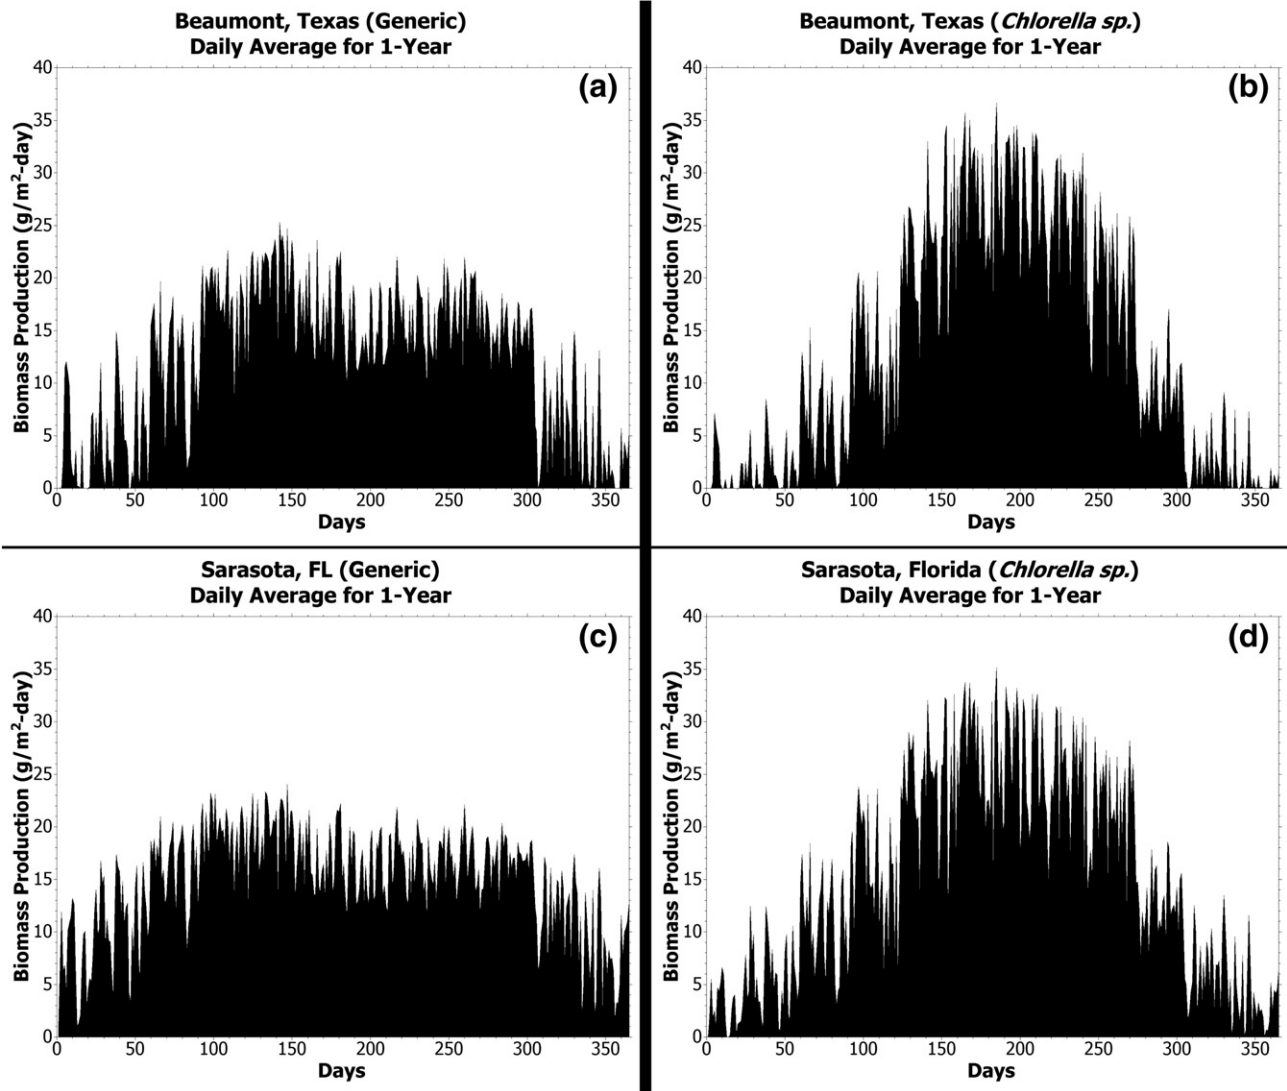 Beaumont, Texas (Generic)
Daily Average for 1-Year
(a)
Biomass Production (g/m²-day)
40
35
30
25
20
15
10
5
0
0 50 100 150 200 250 300 350
Days
Beaumont, Texas (Chlorella sp.)
Daily Average for 1-Year
(b)
Biomass Production (g/m²-day)
40
35
30
25
20
15
10
5
0
0 50 100 150 200 250 300 350
Days
Sarasota, FL (Generic)
Daily Average for 1-Year
(c)
Biomass Production (g/m²-day)
40
35
30
25
20
15
10
5
0
0 50 100 150 200 250 300 350
Days
Sarasota, Florida (Chlorella sp.)
Daily Average for 1-Year
(d)
Biomass Production (g/m²-day)
40
35
30
25
20
15
10
5
0
0 50 100 150 200 250 300 350
Days